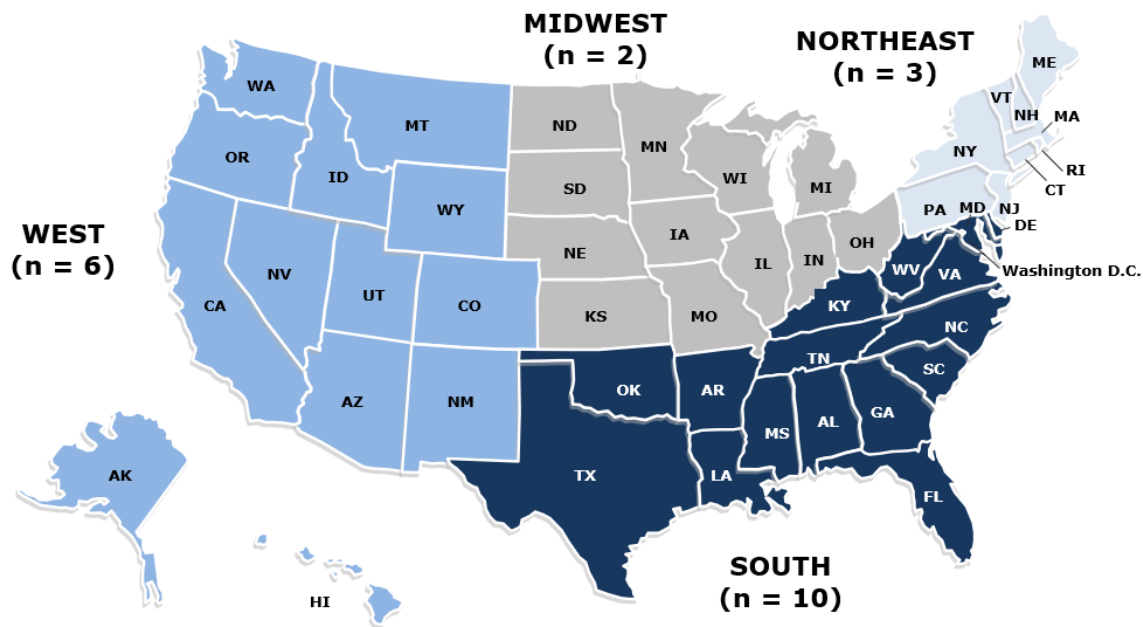 MIDWEST
(n = 2)
NORTHEAST
(n = 3)
WEST
(n = 6)
SOUTH
(n = 10)
WA
OR
ID
MT
WY
CA
NV
UT
CO
AZ
NM
AK
HI
ND
SD
NE
KS
MN
IA
MO
WI
IL
MI
IN
OH
ME
VT
NH
MA
RI
CT
NY
PA
NJ
MD
DE
Washington D.C.
WV
VA
KY
NC
TN
SC
OK
AR
MS
AL
GA
TX
LA
FL